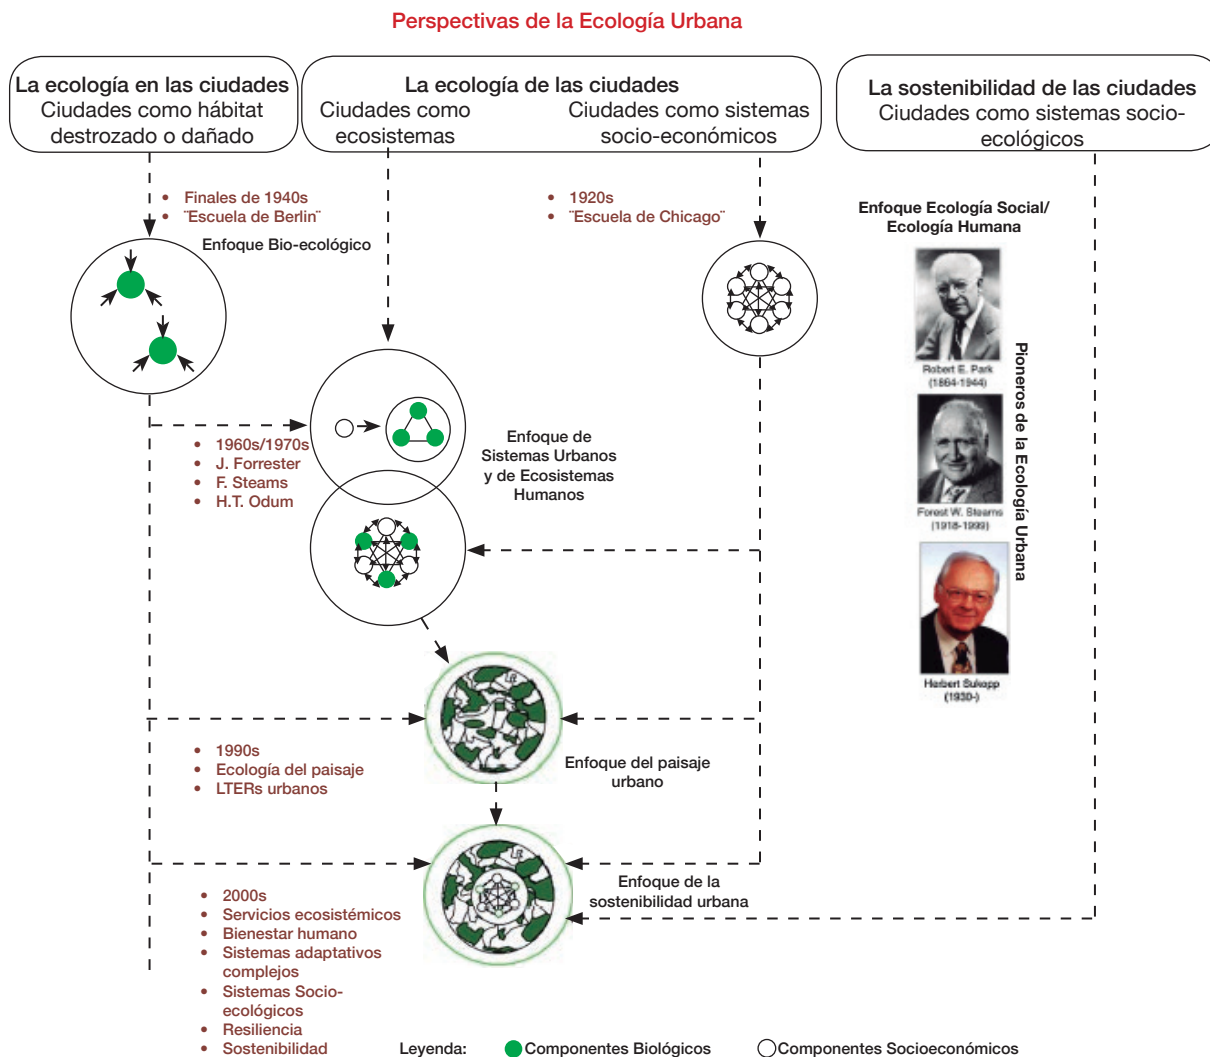 Perspectivas de la Ecología Urbana
La ecología en las ciudades
Ciudades como hábitat
destrozado o dañado
La ecología de las ciudades
Ciudades como
ecosistemas
Ciudades como sistemas
socio-económicos
La sostenibilidad de las ciudades
Ciudades como sistemas socio-
ecológicos
• Finales de 1940s
• ¨Escuela de Berlin¨
Enfoque Bio-ecológico
• 1920s
• ¨Escuela de Chicago¨
Enfoque Ecología Social/
Ecología Humana
Robert E. Park
(1864-1944)
Forest W. Stearns
(1918-1999)
Herbert Sukopp
(1930-)
Pioneros de la Ecología Urbana
• 1960s/1970s
• J. Forrester
• F. Steams
• H.T. Odum
Enfoque de
Sistemas Urbanos
y de Ecosistemas
Humanos
• 1990s
• Ecología del paisaje
• LTERs urbanos
Enfoque del paisaje
urbano
• 2000s
• Servicios ecosistémicos
• Bienestar humano
• Sistemas adaptativos
complejos
• Sistemas Socio-
ecológicos
• Resiliencia
• Sostenibilidad
Enfoque de la
sostenibilidad urbana
Leyenda:
Componentes Biológicos
Componentes Socioeconómicos